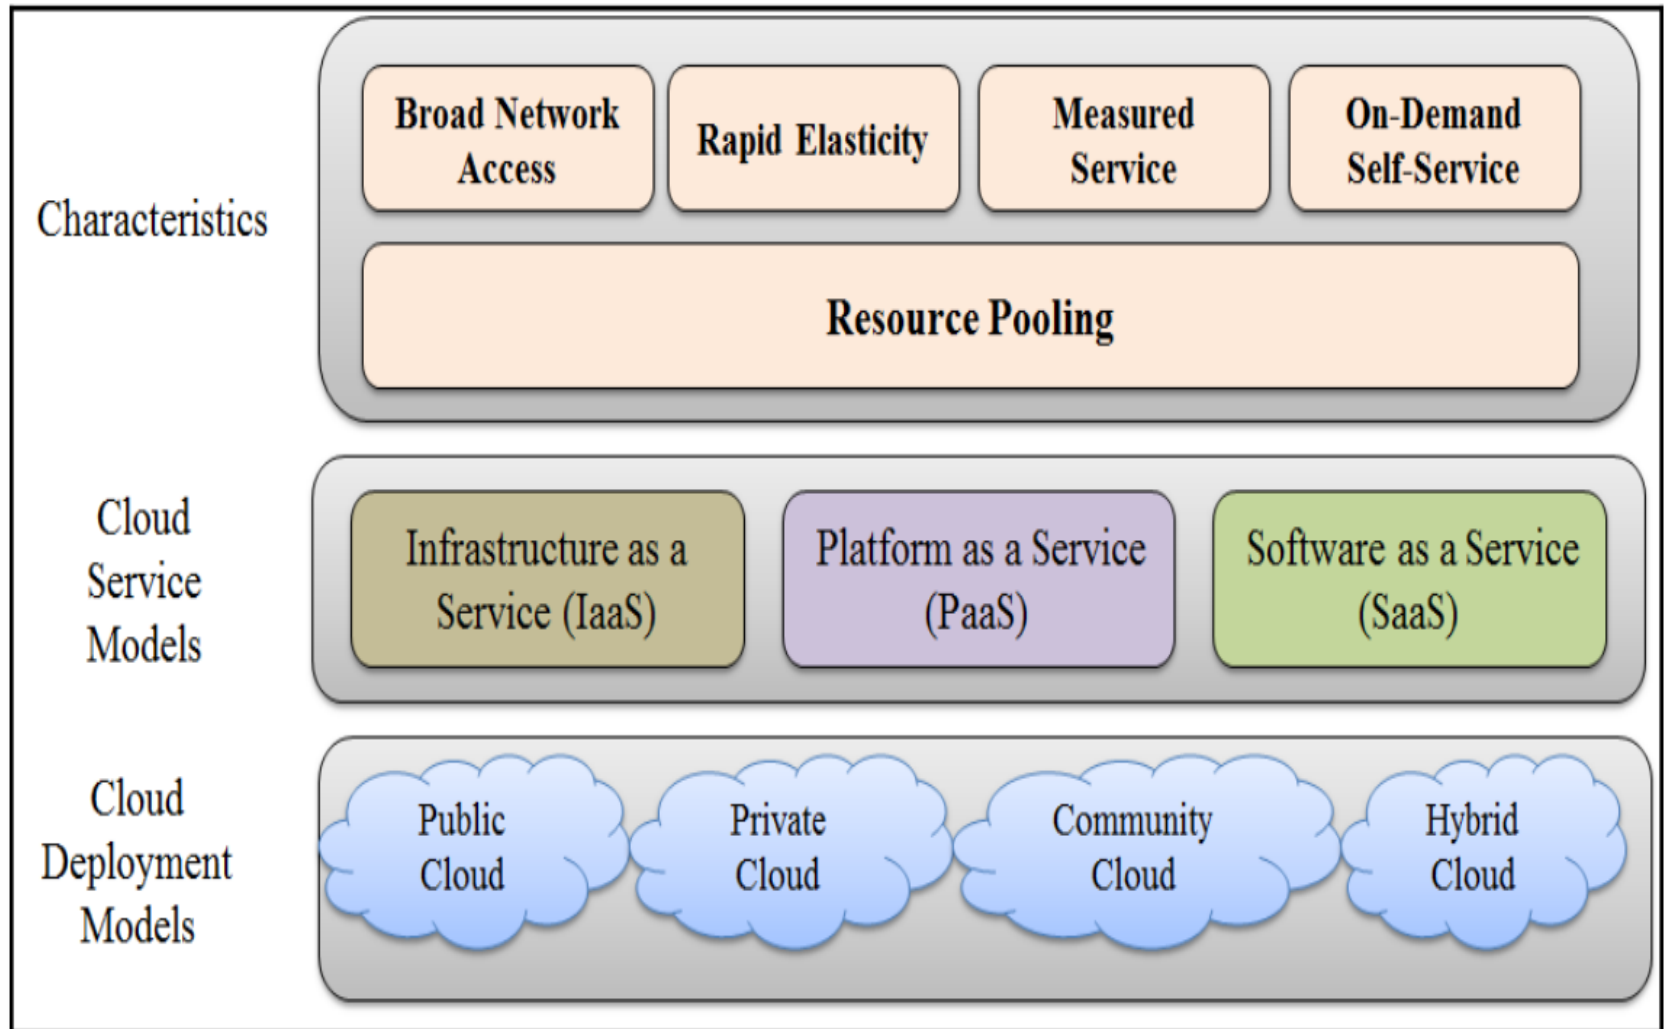 Characteristics
Broad Network
Access
Rapid Elasticity
Measured
Service
On-Demand
Self-Service
Resource Pooling
Cloud
Service
Models
Infrastructure as a
Service (IaaS)
Platform as a Service
(PaaS)
Software as a Service
(SaaS)
Cloud
Deployment
Models
Public
Cloud
Private
Cloud
Community
Cloud
Hybrid
Cloud